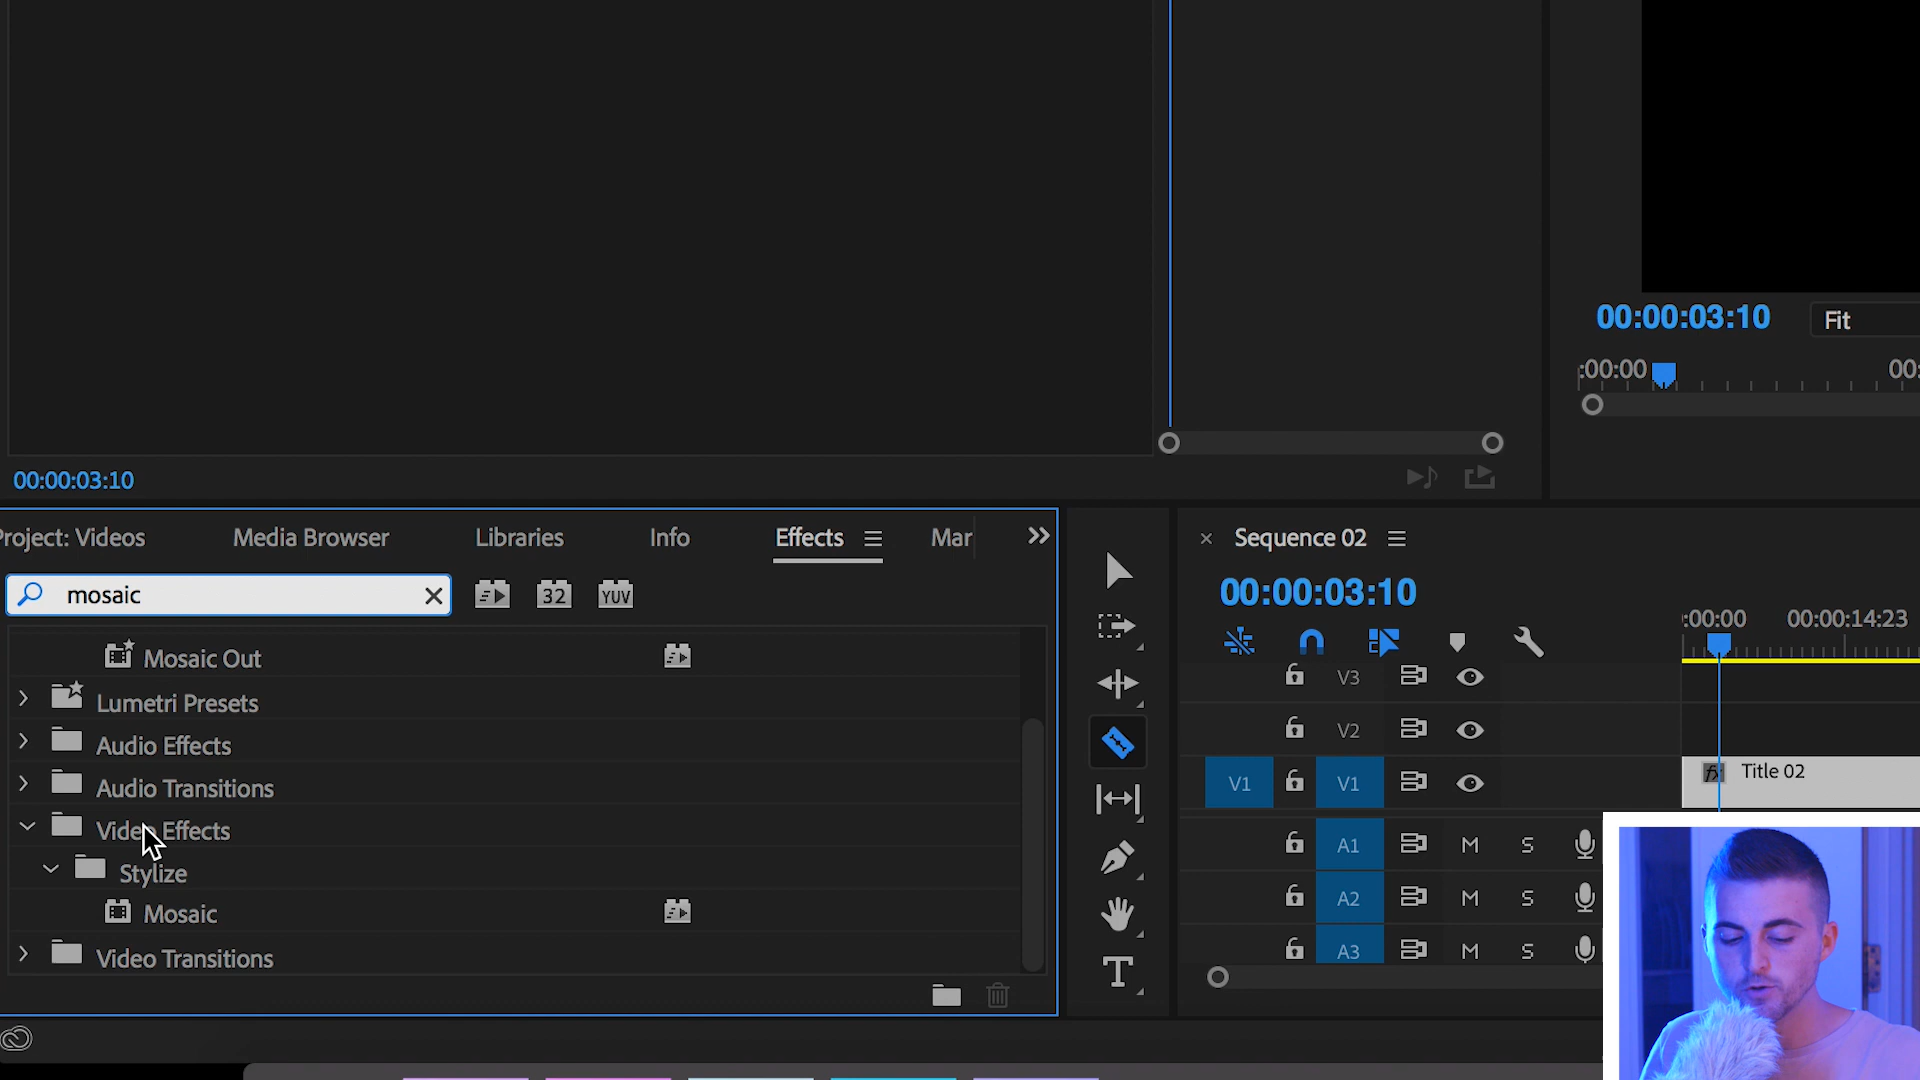 00:00:03:10
Fit
:00:00
00:
00:00:03:10
Project: Videos
Media Browser
Libraries
Info
Effects
Mar
mosaic
32
YUV
Mosaic Out
Lumetri Presets
Audio Effects
Audio Transitions
Video Effects
Stylize
Mosaic
Video Transitions
T
Sequence 02
00:00:03:10
:00:00
00:00:14:23
V3
V2
V1
V1
fx
Title 02
A1
M
S
A2
M
S
A3
M
S